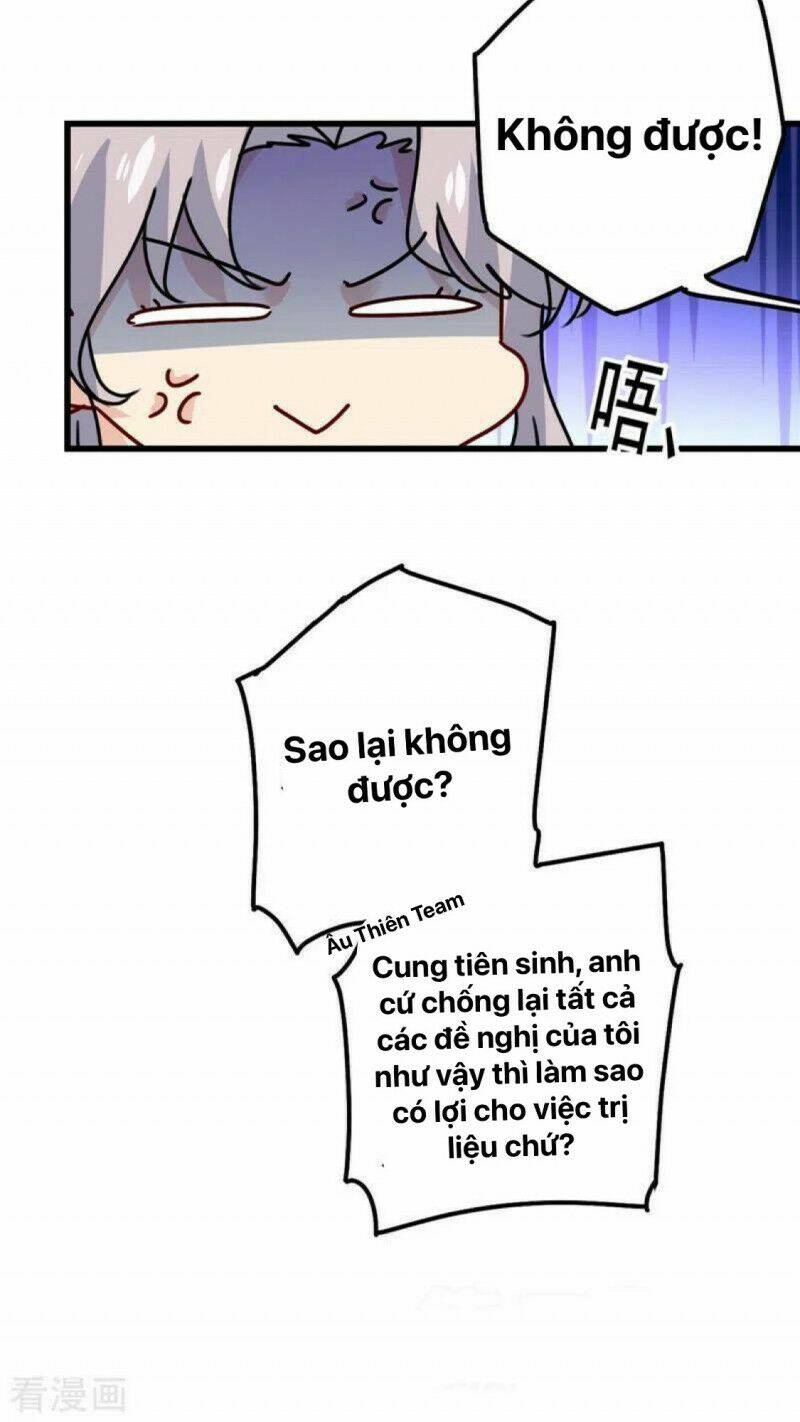 Không được!
唔、
Sao lại không
được?
Âu Thiên Team
Cung tiên sinh, anh
cứ chống lại tất cả
các đề nghị của tôi
như vậy thì làm sao
có lợi cho việc trị
liệu chứ?
看漫画